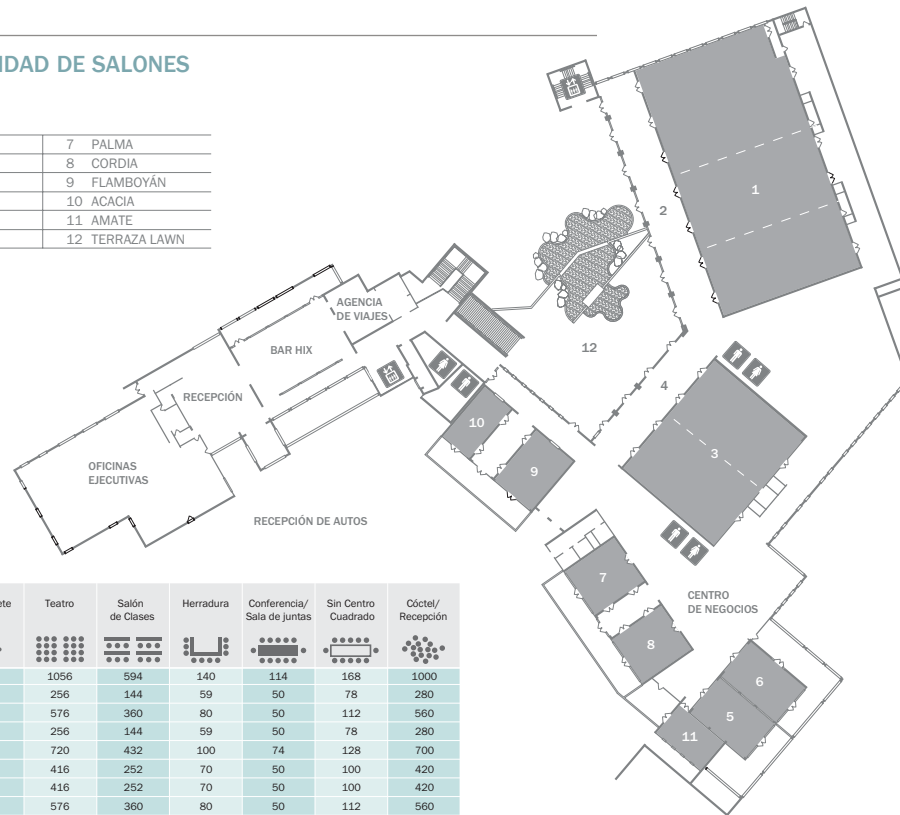 IDAD DE SALONES
7 PALMA
8 CORDIA
9 FLAMBOYÁN
10 ACACIA
11 AMATE
12 TERRAZA LAWN
1
2
AGENCIA
DE VIAJES
BAR HIX
12
4
RECEPCIÓN
10
3
9
OFICINAS
EJECUTIVAS
RECEPCIÓN DE AUTOS
7
CENTRO
DE NEGOCIOS
8
6
5
11
ete Teatro Salón Herradura Conferencia/ Sin Centro Cóctel/
de Clases Sala de juntas Cuadrado Recepción
1056 594 140 114 168 1000
256 144 59 50 78 280
576 360 80 50 112 560
256 144 59 50 78 280
720 432 100 74 128 700
416 252 70 50 100 420
416 252 70 50 100 420
576 360 80 50 112 560